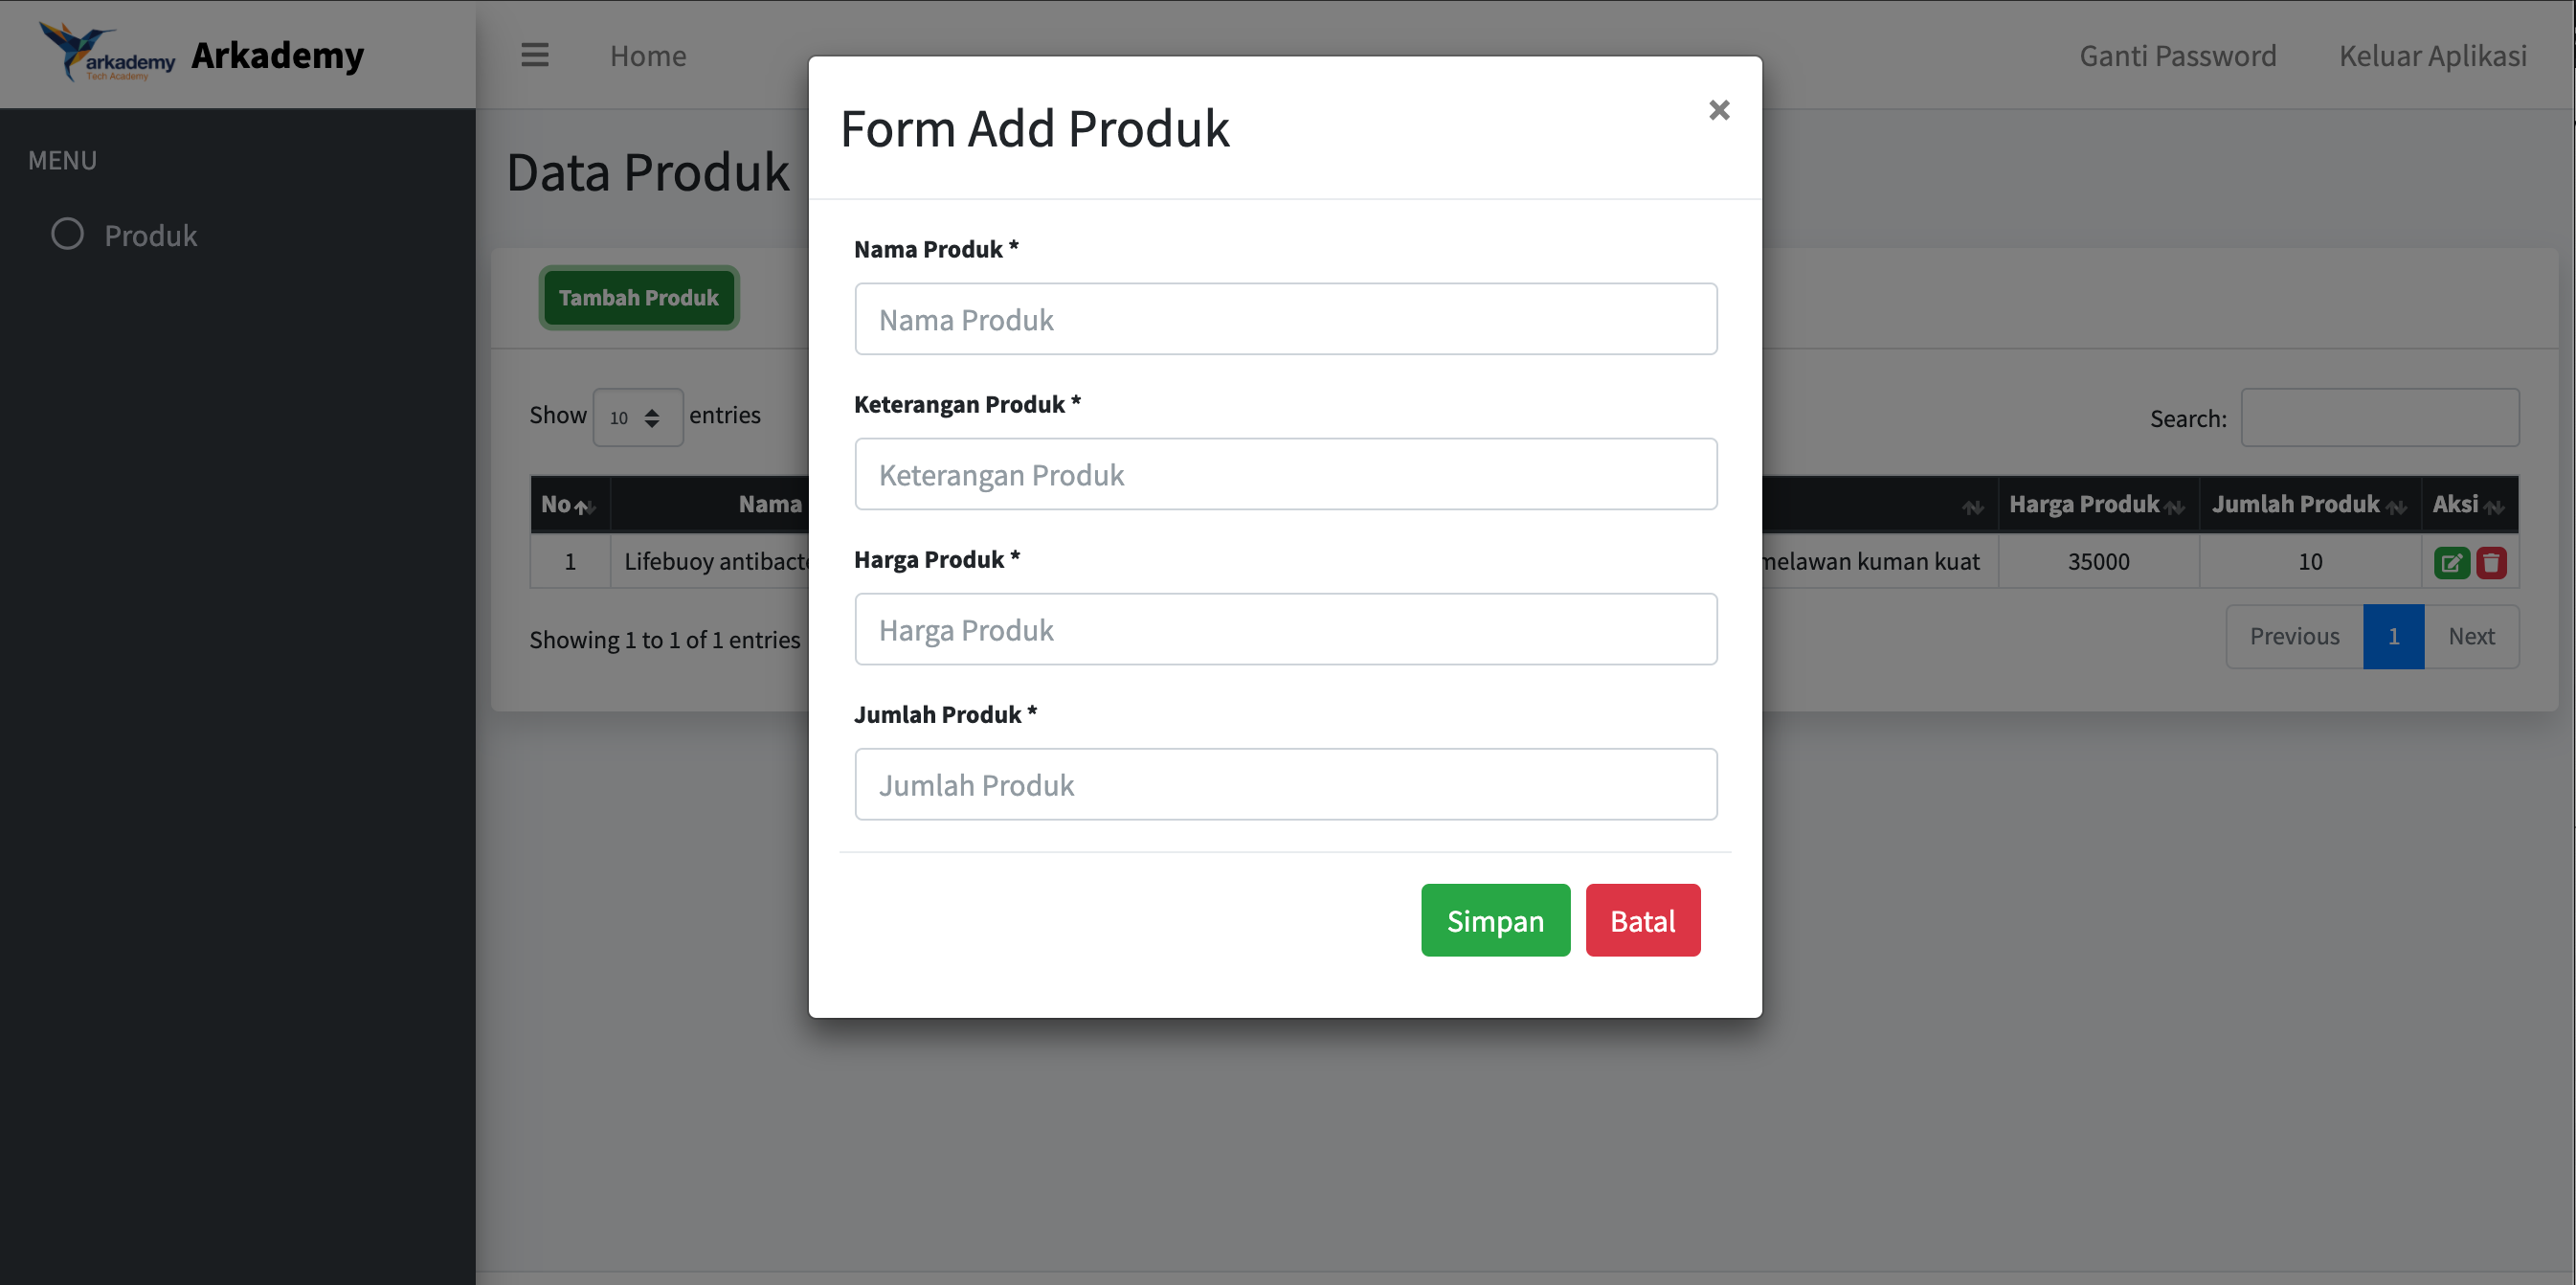 arkademy
Tech Academy
Arkademy
Home
Ganti Password
Keluar Aplikasi
MENU
Produk
Data Produk
Tambah Produk
Show 10 entries
Search:
No Nama Harga Produk Jumlah Produk Aksi
1 Lifebuoy melawan kuman kuat 35000 10
Showing 1 to 1 of 1 entries
Previous 1 Next
Form Add Produk
×
Nama Produk *
Nama Produk
Keterangan Produk *
Keterangan Produk
Harga Produk *
Harga Produk
Jumlah Produk *
Jumlah Produk
Simpan Batal